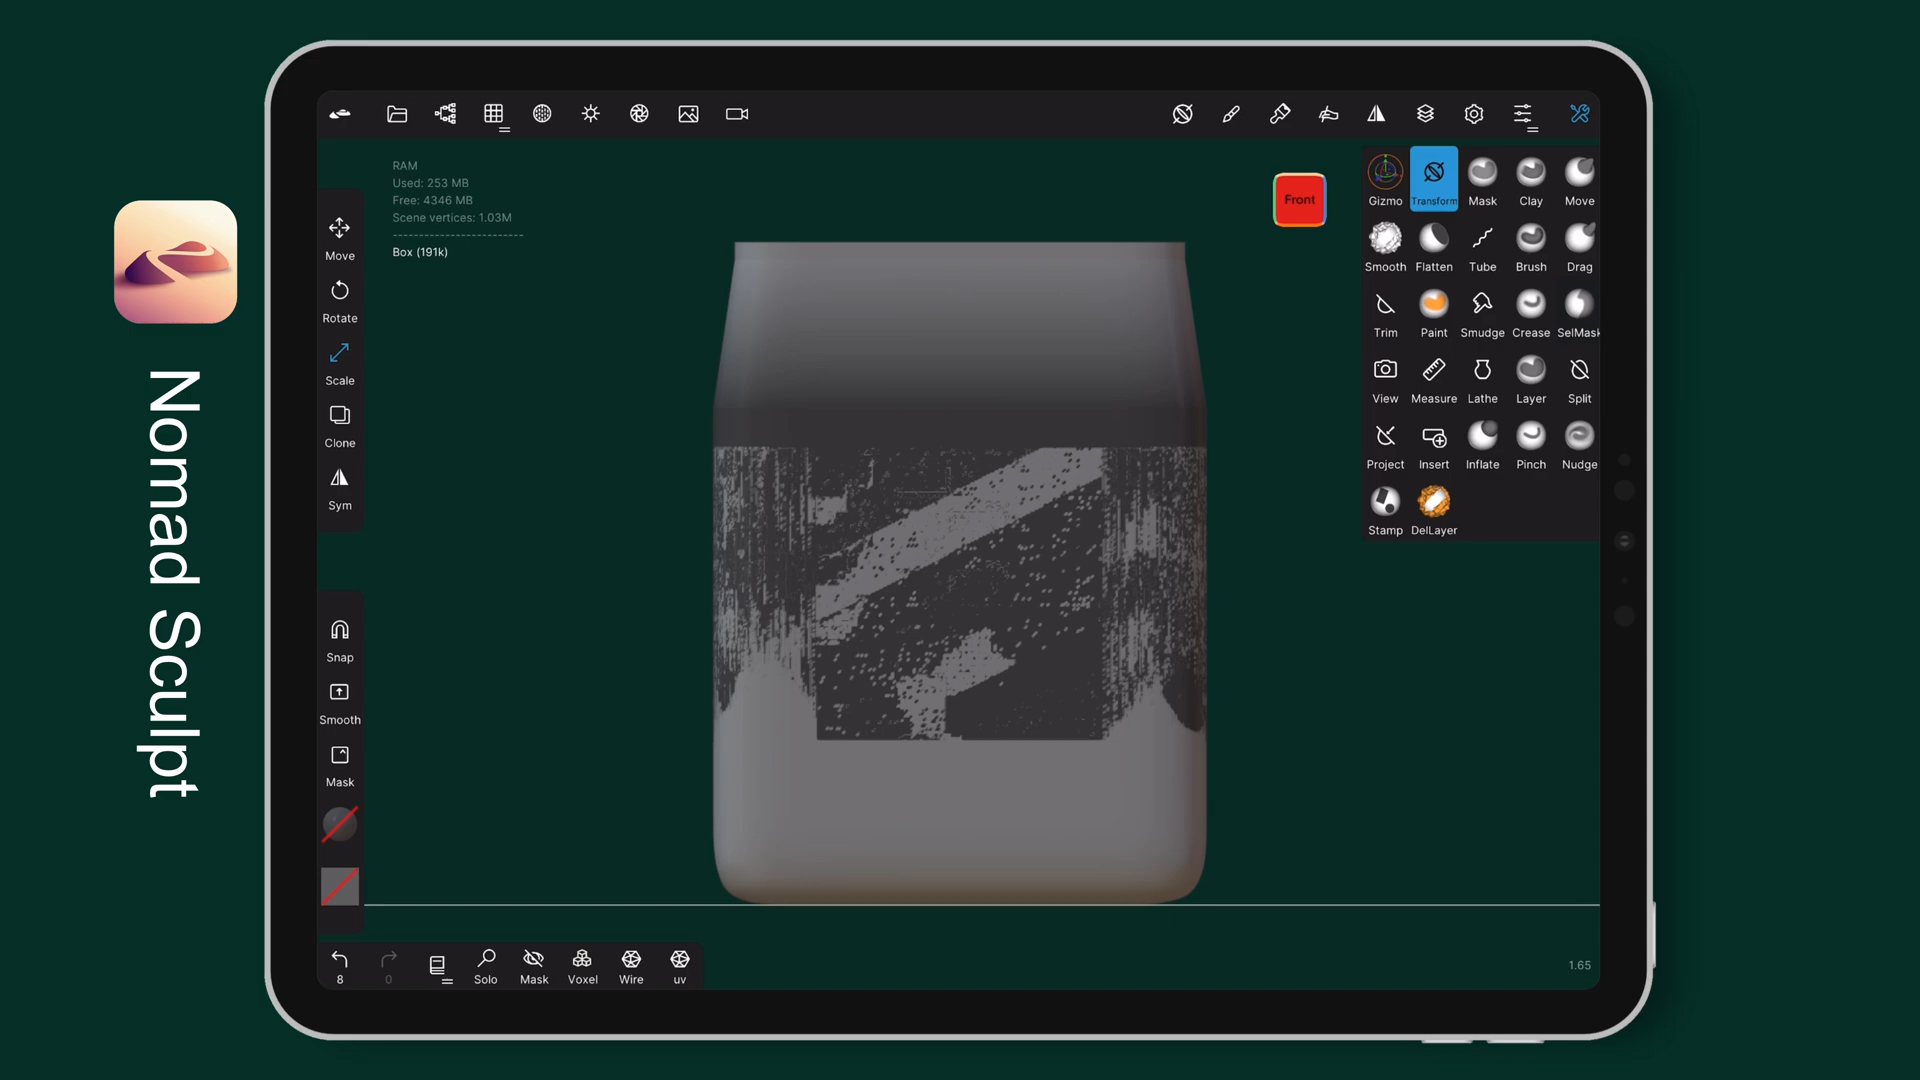 Nomad Sculpt
RAM
Used: 253 MB
Free: 4346 MB
Scene vertices: 1.03M
------------------------
Box (191k)
Move
Rotate
Scale
Clone
Sym
Snap
Smooth
Mask
8
0
Solo
Mask
Voxel
Wire
uv
Front
Gizmo Transform Mask Clay Move
Smooth Flatten Tube Brush Drag
Trim Paint Smudge Crease SelMask
View Measure Lathe Layer Split
Project Insert Inflate Pinch Nudge
Stamp DelLayer
1.65